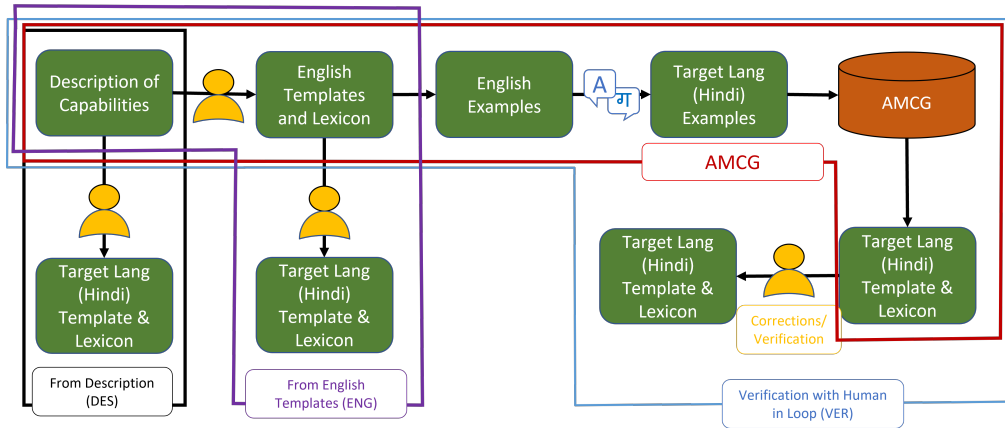 Description of
Capabilities
English
Templates
and Lexicon
English
Examples
A
ग
Target Lang
(Hindi)
Examples
AMCG
AMCG
Target Lang
(Hindi)
Template &
Lexicon
Target Lang
(Hindi)
Template &
Lexicon
Target Lang
(Hindi)
Template &
Lexicon
Target Lang
(Hindi)
Template &
Lexicon
Corrections/
Verification
From Description
(DES)
From English
Templates (ENG)
Verification with Human
in Loop (VER)